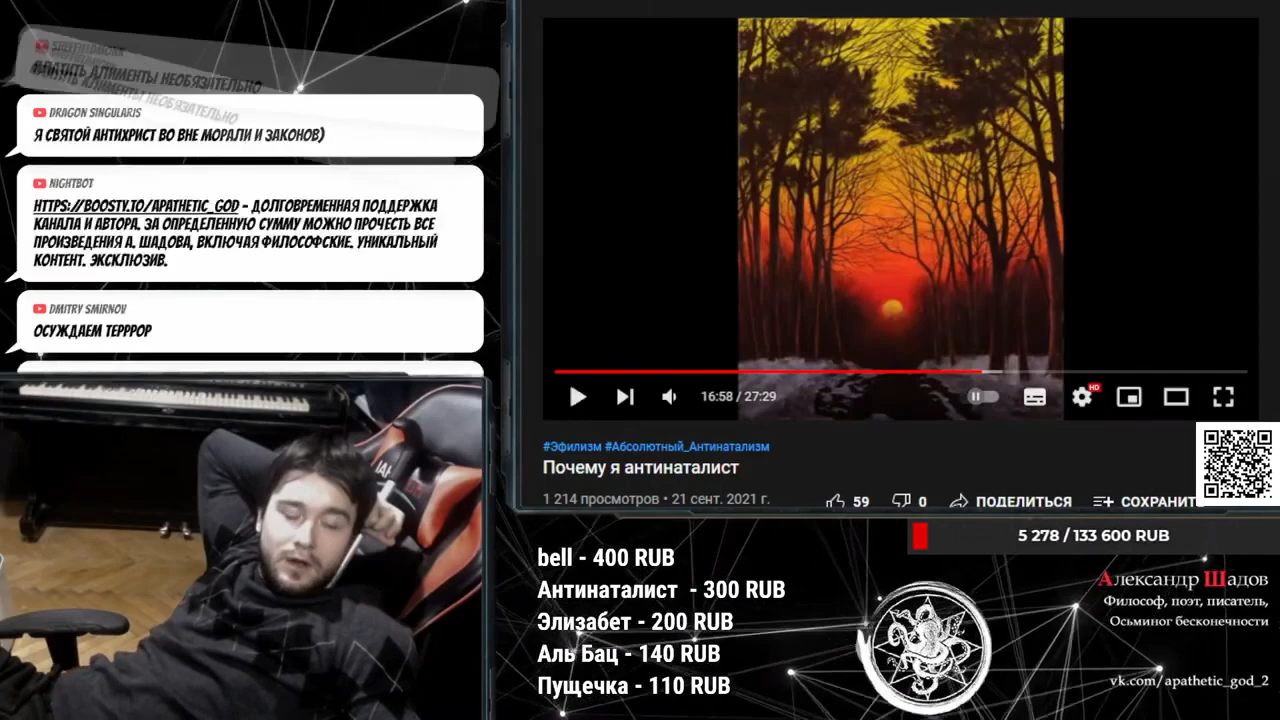 ПЛАТИТЬ АЛИМЕНТЫ НЕОБЯЗАТЕЛЬНО
DRAGON SINGULARIS
Я СВЯТОЙ АНТИХРИСТ ВО ВНЕ МОРАЛИ И ЗАКОНОВ)
NIGHTBOT
HTTPS://BOOSTY.TO/APATHETIC_GOD - ДОЛГОВРЕМЕННАЯ ПОДДЕРЖКА
КАНАЛА И АВТОРА. ЗА ОПРЕДЕЛЕННУЮ СУММУ МОЖНО ПРОЧЕСТЬ ВСЕ
ПРОИЗВЕДЕНИЯ А. ШАДОВА, ВКЛЮЧАЯ ФИЛОСОФСКИЕ. УНИКАЛЬНЫЙ
КОНТЕНТ. ЭКСКЛЮЗИВ.
DMITRY SMIRNOV
ОСУЖДАЕМ ТЕРРРОР
16:58 / 27:29
HD
#Эфилизм #Абсолютный_Антинатализм
Почему я антинаталист
1 214 просмотров • 21 сент. 2021 г.
59
0
ПОДЕЛИТЬСЯ
СОХРАНИТЬ
5 278 / 133 600 RUB
bell - 400 RUB
Антинаталист - 300 RUB
Элизабет - 200 RUB
Аль Бац - 140 RUB
Пущечка - 110 RUB
Александр Шадов
Философ, поэт, писатель,
Осьминог бесконечности
vk.com/apathetic_god_2